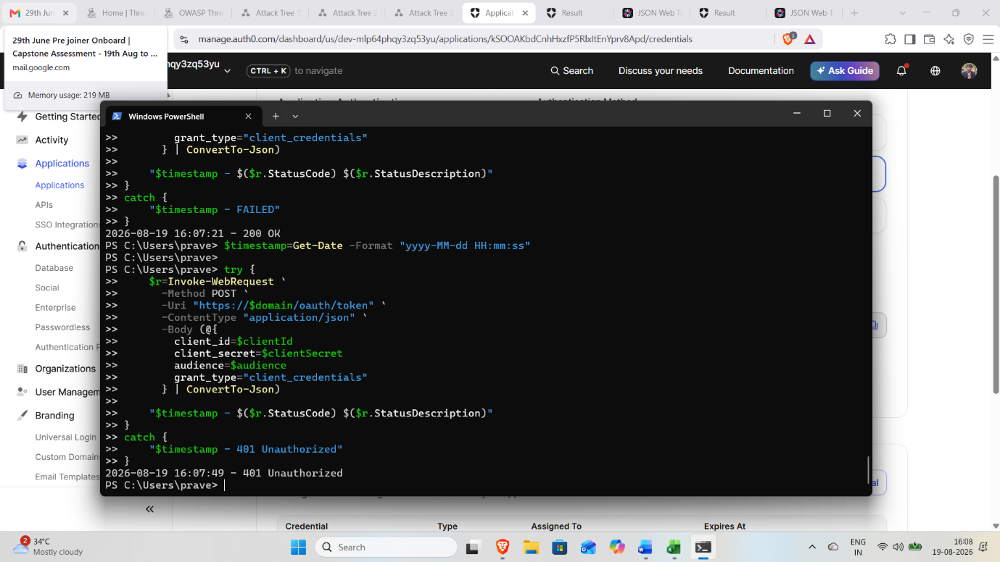 29th Jun
Home | Thre
OWASP Thre
Attack Tree 1
Attack Tree 2
Attack Tree 3
Applicat
Result
JSON Web T
Result
JSON Web T
manage.auth0.com/dashboard/us/dev-mlp64phqy3zq53yu/applications/kSOOAKbdCnhHxzfP5RlxItEnYprv8Apd/credentials
3
29th June Pre joiner Onboard |
Capstone Assessment - 19th Aug to ...
mail.google.com
Memory usage: 219 MB
hqy3zq53yu
CTRL + K to navigate
Search
Discuss your needs
Documentation
Ask Guide
Getting Started
Activity
Applications
Applications
APIs
SSO Integrations
Authentication
Database
Social
Enterprise
Passwordless
Authentication P
Organizations
User Managem
Branding
Universal Login
Custom Domains
Email Templates
Windows PowerShell
>> grant_type="client_credentials"
>> } | ConvertTo-Json)
>>
>> "$timestamp - $($r.StatusCode) $($r.StatusDescription)"
>> }
>> catch {
>> "$timestamp - FAILED"
>> }
2026-08-19 16:07:21 - 200 OK
PS C:\Users\prave> $timestamp=Get-Date -Format "yyyy-MM-dd HH:mm:ss"
PS C:\Users\prave>
PS C:\Users\prave> try {
>> $r=Invoke-WebRequest `
>> -Method POST `
>> -Uri "https://$domain/oauth/token" `
>> -ContentType "application/json" `
>> -Body (@{
>> client_id=$clientId
>> client_secret=$clientSecret
>> audience=$audience
>> grant_type="client_credentials"
>> } | ConvertTo-Json)
>>
>> "$timestamp - $($r.StatusCode) $($r.StatusDescription)"
>> }
>> catch {
>> "$timestamp - 401 Unauthorized"
>> }
2026-08-19 16:07:49 - 401 Unauthorized
PS C:\Users\prave>
al
Credential
Type
Assigned To
Expires At
2
34°C
Mostly cloudy
Search
ENG
IN
16:08
19-08-2026